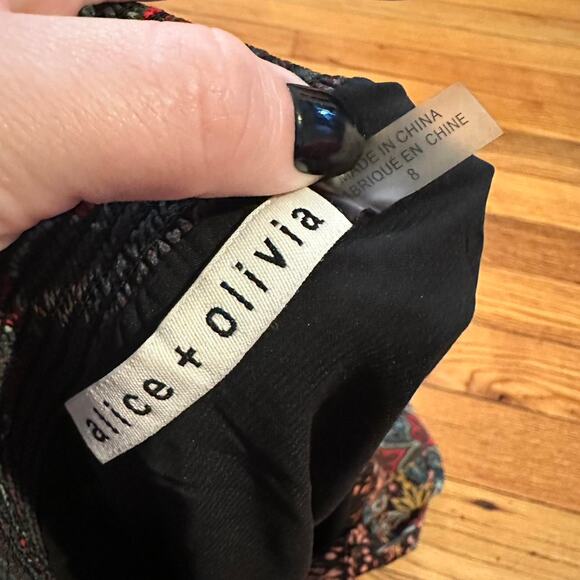 alice + olivia
MADE IN CHINA
FABRIQUE EN CHINE
8